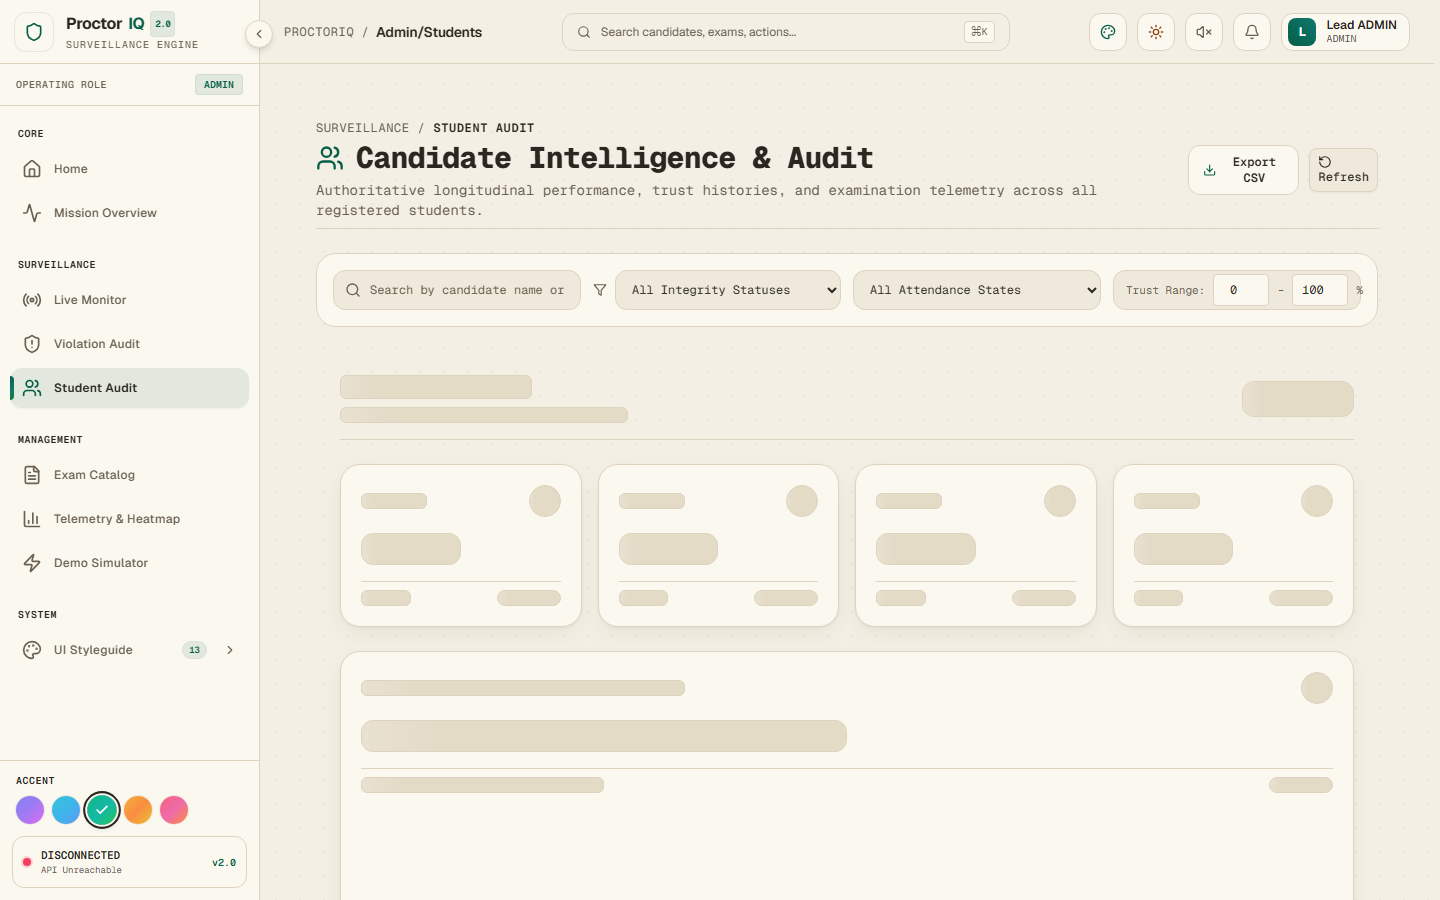 Proctor IQ 2.0
SURVEILLANCE ENGINE
OPERATING ROLE ADMIN
CORE
Home
Mission Overview
SURVEILLANCE
Live Monitor
Violation Audit
Student Audit
MANAGEMENT
Exam Catalog
Telemetry & Heatmap
Demo Simulator
SYSTEM
UI Styleguide 13
ACCENT
DISCONNECTED
API Unreachable
v2.0
PROCTORIQ / Admin/Students
Search candidates, exams, actions... ⌘K
L
Lead ADMIN
ADMIN
SURVEILLANCE / STUDENT AUDIT
Candidate Intelligence & Audit
Authoritative longitudinal performance, trust histories, and examination telemetry across all
registered students.
Export
CSV
Refresh
Search by candidate name or
All Integrity Statuses
All Attendance States
Trust Range: 0 - 100 %